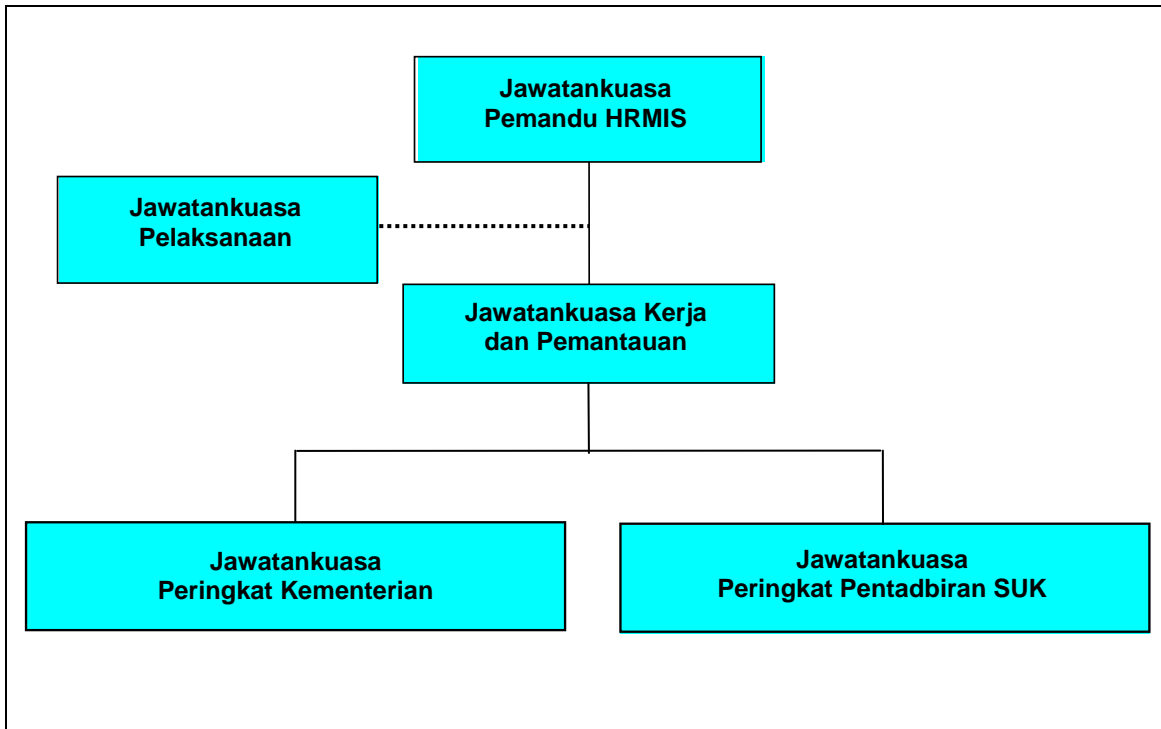 Jawatankuasa
Pemandu HRMIS
Jawatankuasa
Pelaksanaan
Jawatankuasa Kerja
dan Pemantauan
Jawatankuasa
Peringkat Kementerian
Jawatankuasa
Peringkat Pentadbiran SUK